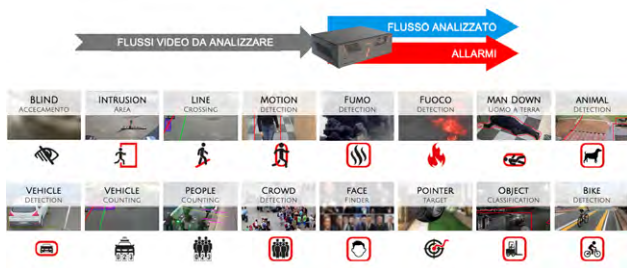 FLUSSO ANALIZZATO
FLUSSI VIDEO DA ANALIZZARE
ALLARMI
BLIND
ACCECAMENTO
INTRUSION
AREA
LINE
CROSSING
MOTION
DETECTION
FUMO
DETECTION
FUOCO
DETECTION
MAN DOWN
UOMO A TERRA
ANIMAL
DETECTION
VEHICLE
DETECTION
VEHICLE
COUNTING
PEOPLE
COUNTING
CROWD
DETECTION
FACE
FINDER
POINTER
TARGET
OBJECT
CLASSIFICATION
BIKE
DETECTION